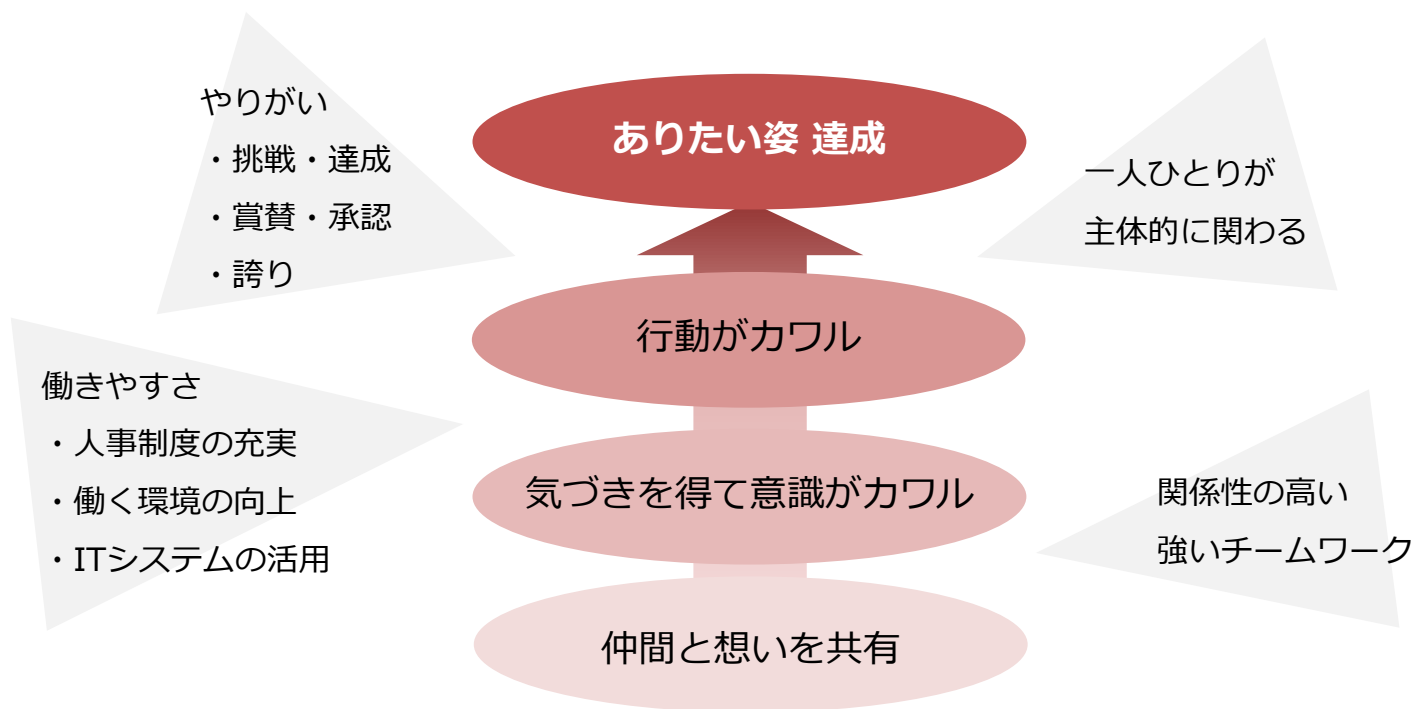 やりがい
・挑戦・達成
・賞賛・承認
・誇り
働きやすさ
・人事制度の充実
・働く環境の向上
・ITシステムの活用
ありたい姿 達成
行動がカワル
気づきを得て意識がカワル
仲間と想いを共有
一人ひとりが
主体的に関わる
関係性の高い
強いチームワーク